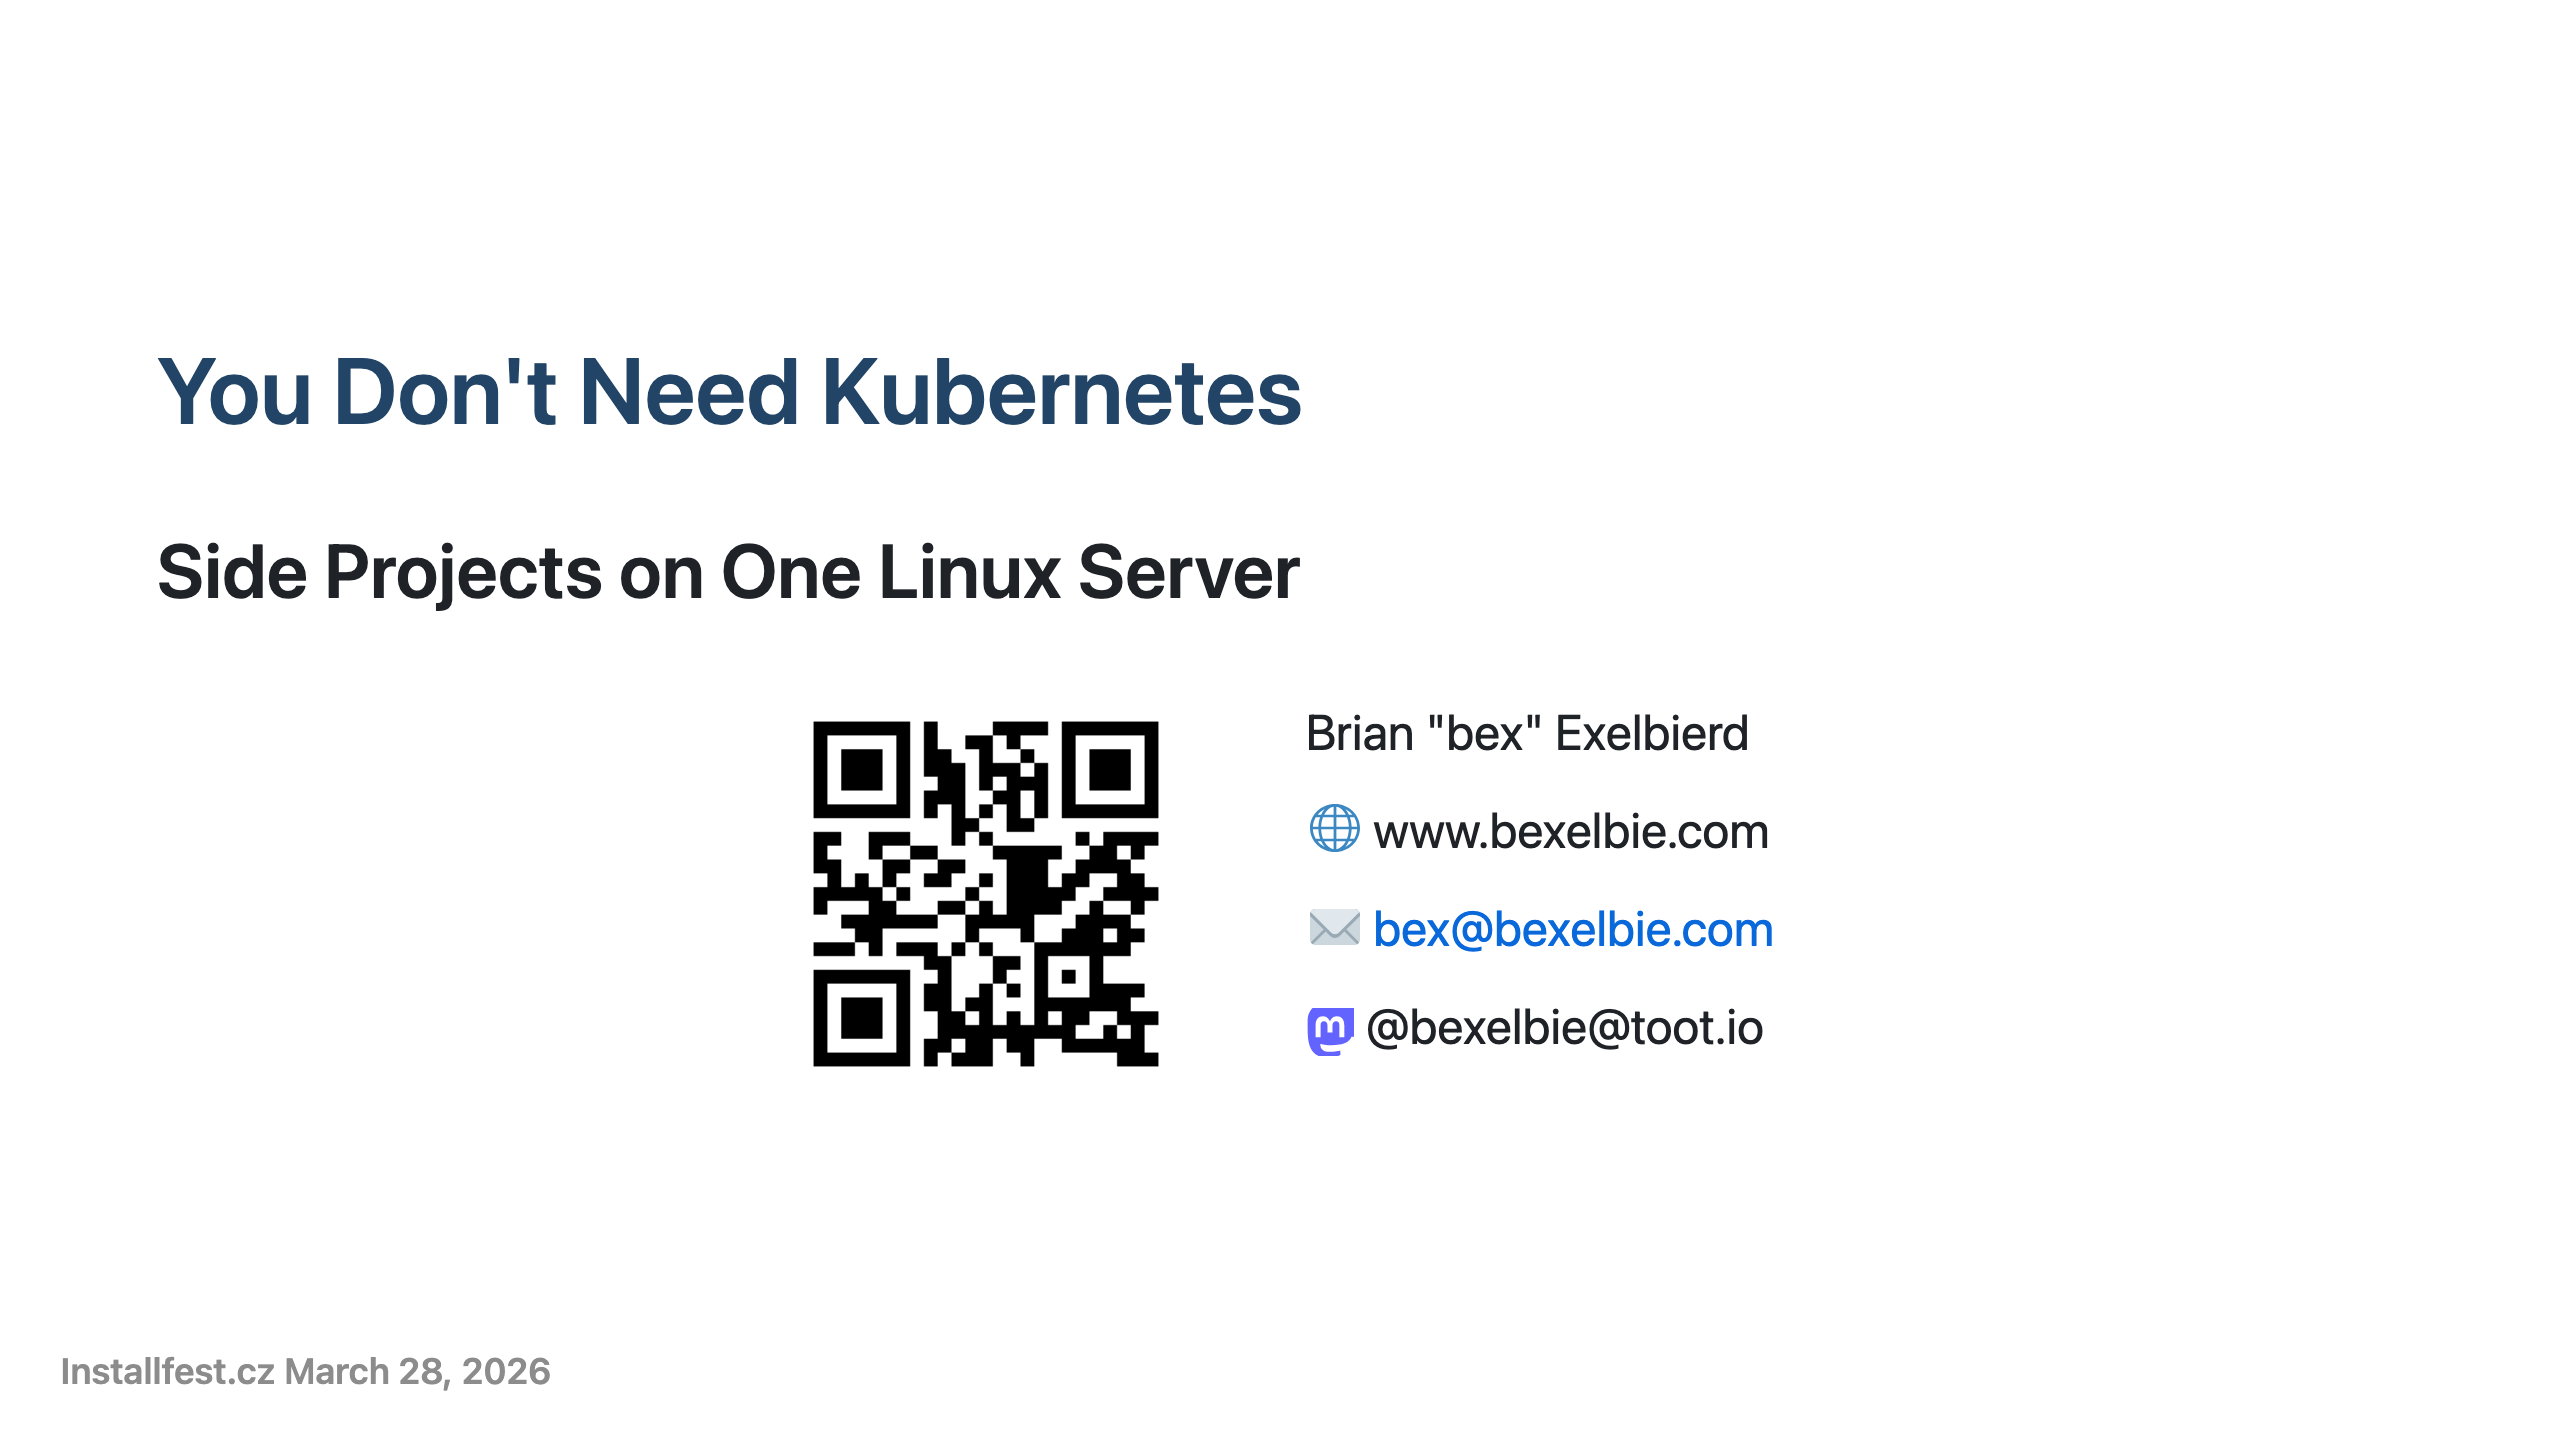 You Don't Need Kubernetes
Side Projects on One Linux Server
Brian "bex" Exelbierd
www.bexelbie.com
bex@bexelbie.com
@bexelbie@toot.io
Installfest.cz March 28, 2026